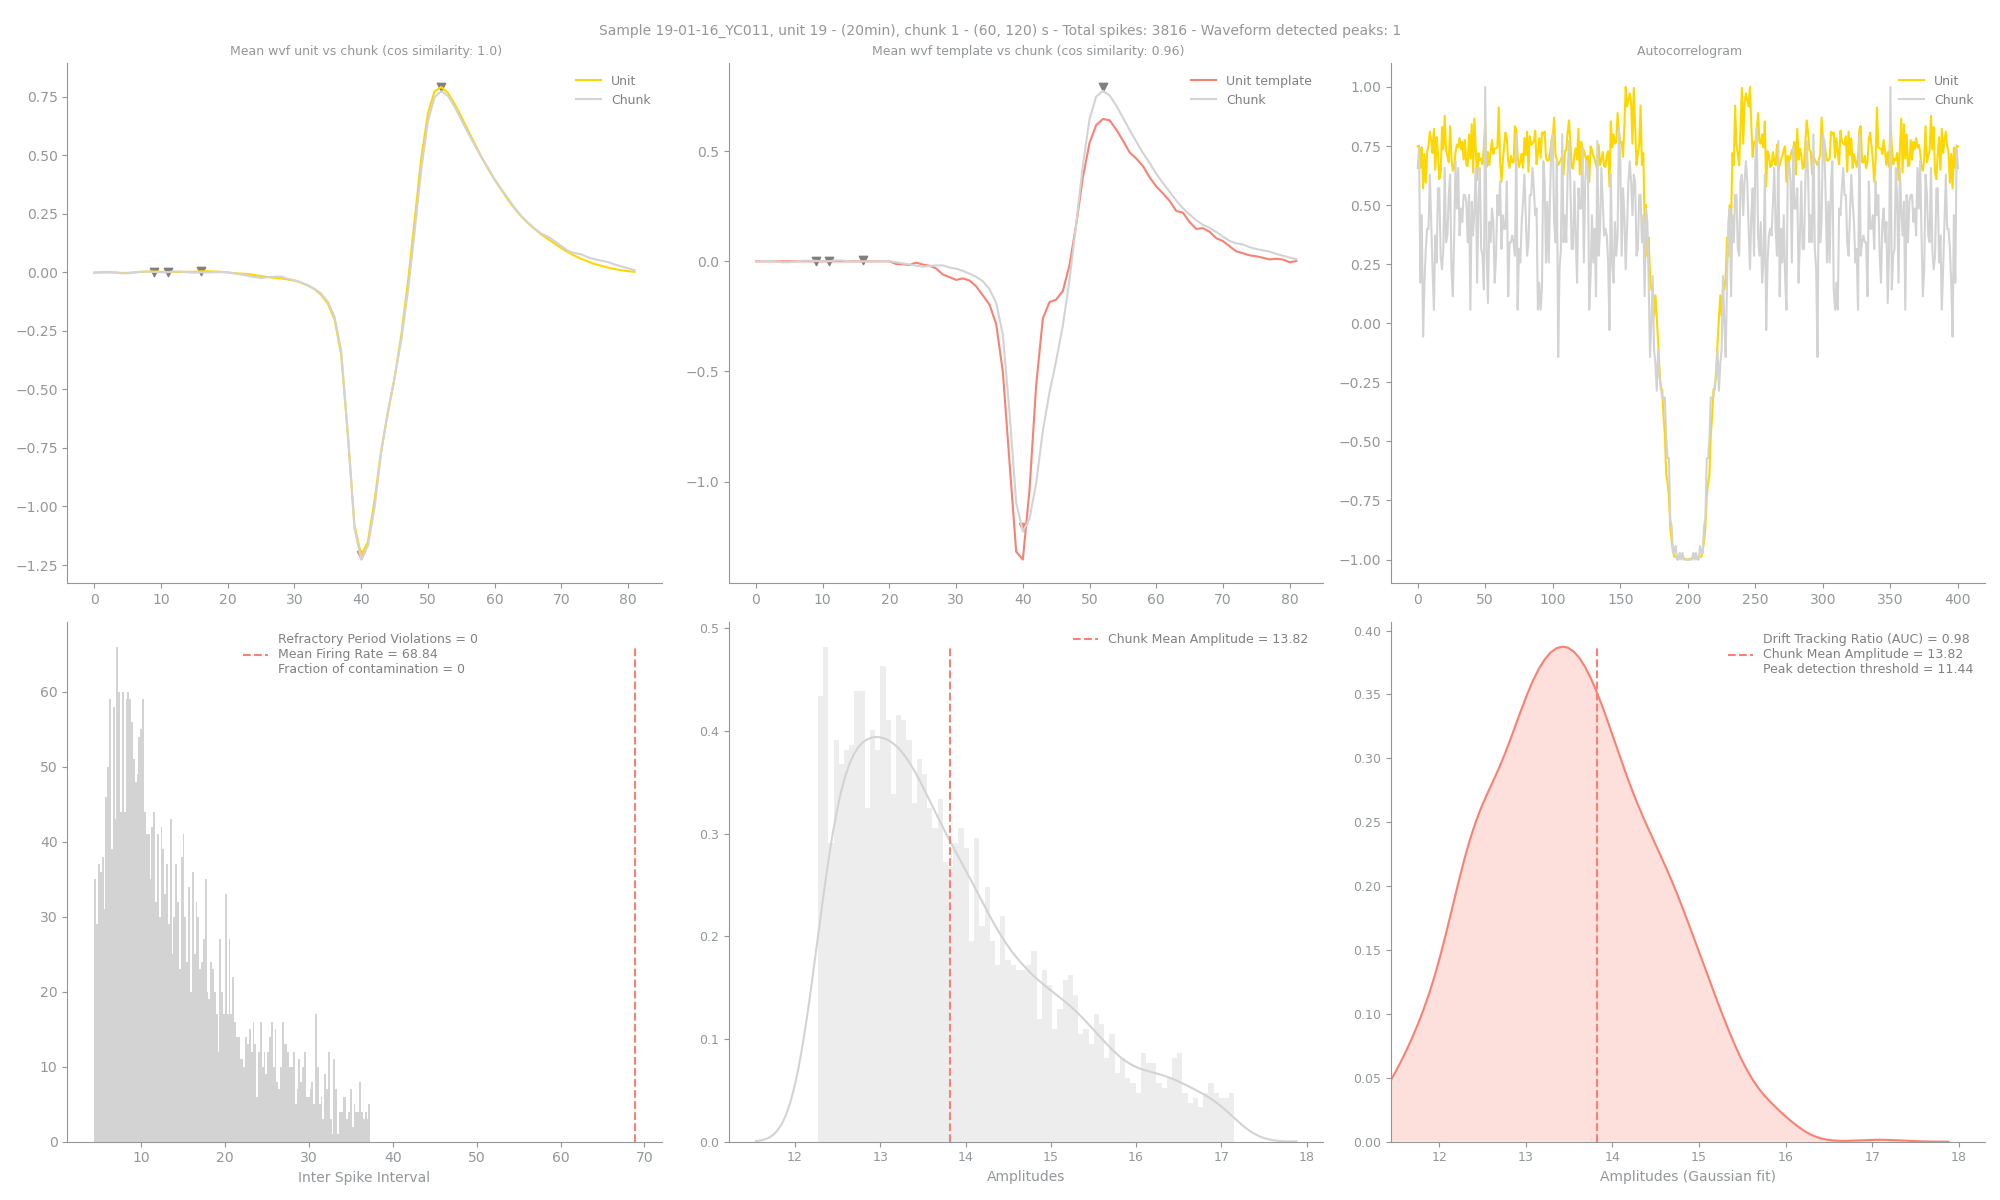 Sample 19-01-16_YC011, unit 19 - (20min), chunk 1 - (60, 120) s - Total spikes: 3816 - Waveform detected peaks: 1
Mean wvf unit vs chunk (cos similarity: 1.0)
Unit
Chunk
0.75
0.50
0.25
0.00
−0.25
−0.50
−0.75
−1.00
−1.25
0 10 20 30 40 50 60 70 80
Mean wvf template vs chunk (cos similarity: 0.96)
Unit template
Chunk
0.5
0.0
−0.5
−1.0
0 10 20 30 40 50 60 70 80
Autocorrelogram
Unit
Chunk
1.00
0.75
0.50
0.25
0.00
−0.25
−0.50
−0.75
−1.00
0 50 100 150 200 250 300 350 400
Refractory Period Violations = 0
Mean Firing Rate = 68.84
Fraction of contamination = 0
60
50
40
30
20
10
0
10 20 30 40 50 60 70
Inter Spike Interval
Chunk Mean Amplitude = 13.82
0.5
0.4
0.3
0.2
0.1
0.0
12 13 14 15 16 17 18
Amplitudes
Drift Tracking Ratio (AUC) = 0.98
Chunk Mean Amplitude = 13.82
Peak detection threshold = 11.44
0.40
0.35
0.30
0.25
0.20
0.15
0.10
0.05
0.00
12 13 14 15 16 17 18
Amplitudes (Gaussian fit)